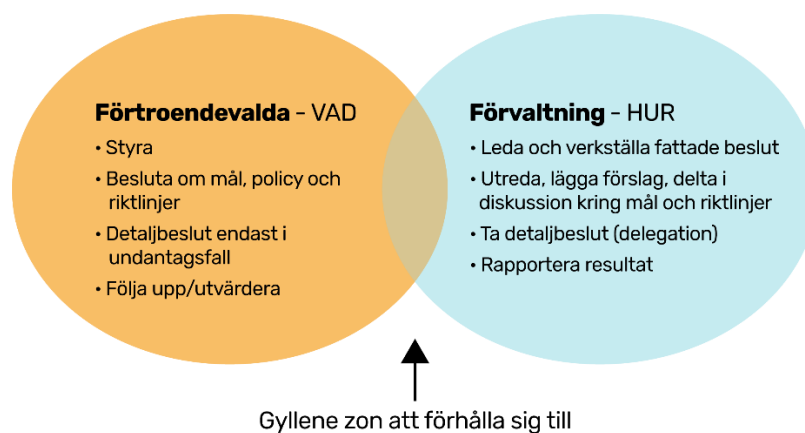 Förtroendevalda - VAD
• Styra
• Besluta om mål, policy och
riktlinjer
• Detaljbeslut endast i
undantagsfall
• Följa upp/utvärdera
Förvaltning - HUR
• Leda och verkställa fattade beslut
• Utreda, lägga förslag, delta i
diskussion kring mål och riktlinjer
• Ta detaljbeslut (delegation)
• Rapportera resultat
Gyllene zon att förhålla sig till